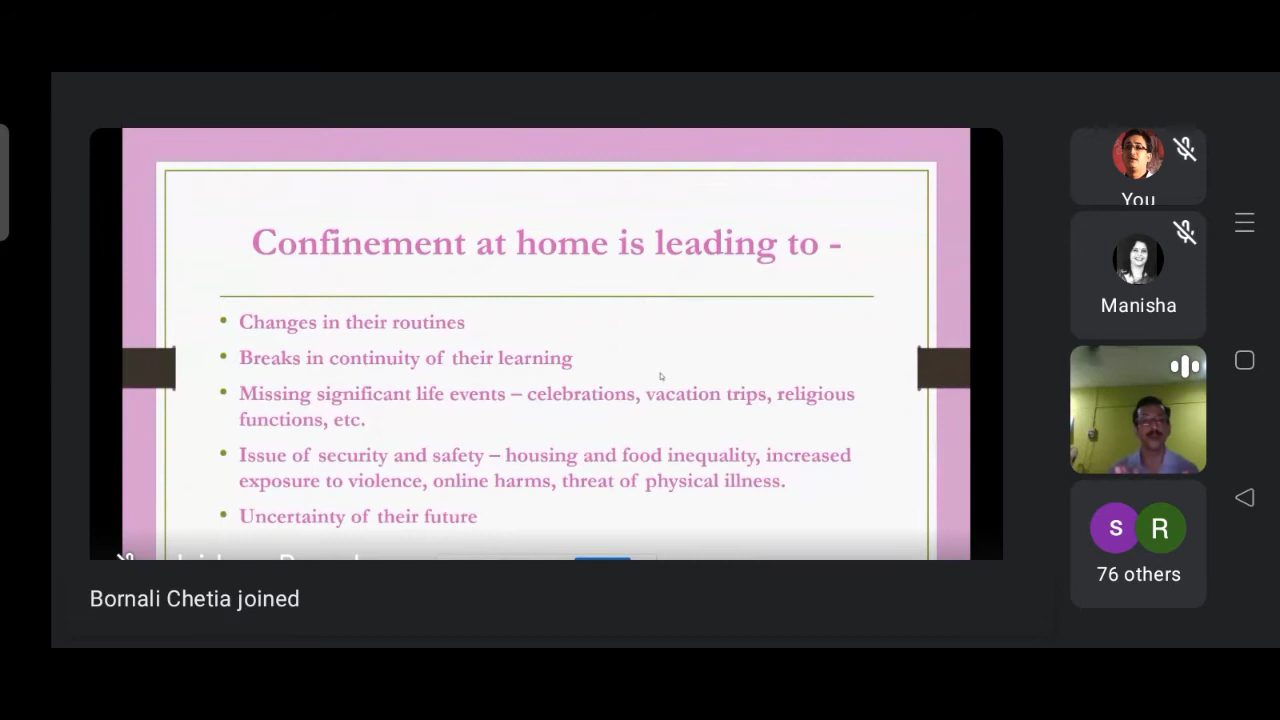 Confinement at home is leading to -
• Changes in their routines
• Breaks in continuity of their learning
• Missing significant life events – celebrations, vacation trips, religious
functions, etc.
• Issue of security and safety – housing and food inequality, increased
exposure to violence, online harms, threat of physical illness.
• Uncertainty of their future
Bornali Chetia joined
You
Manisha
S R
76 others